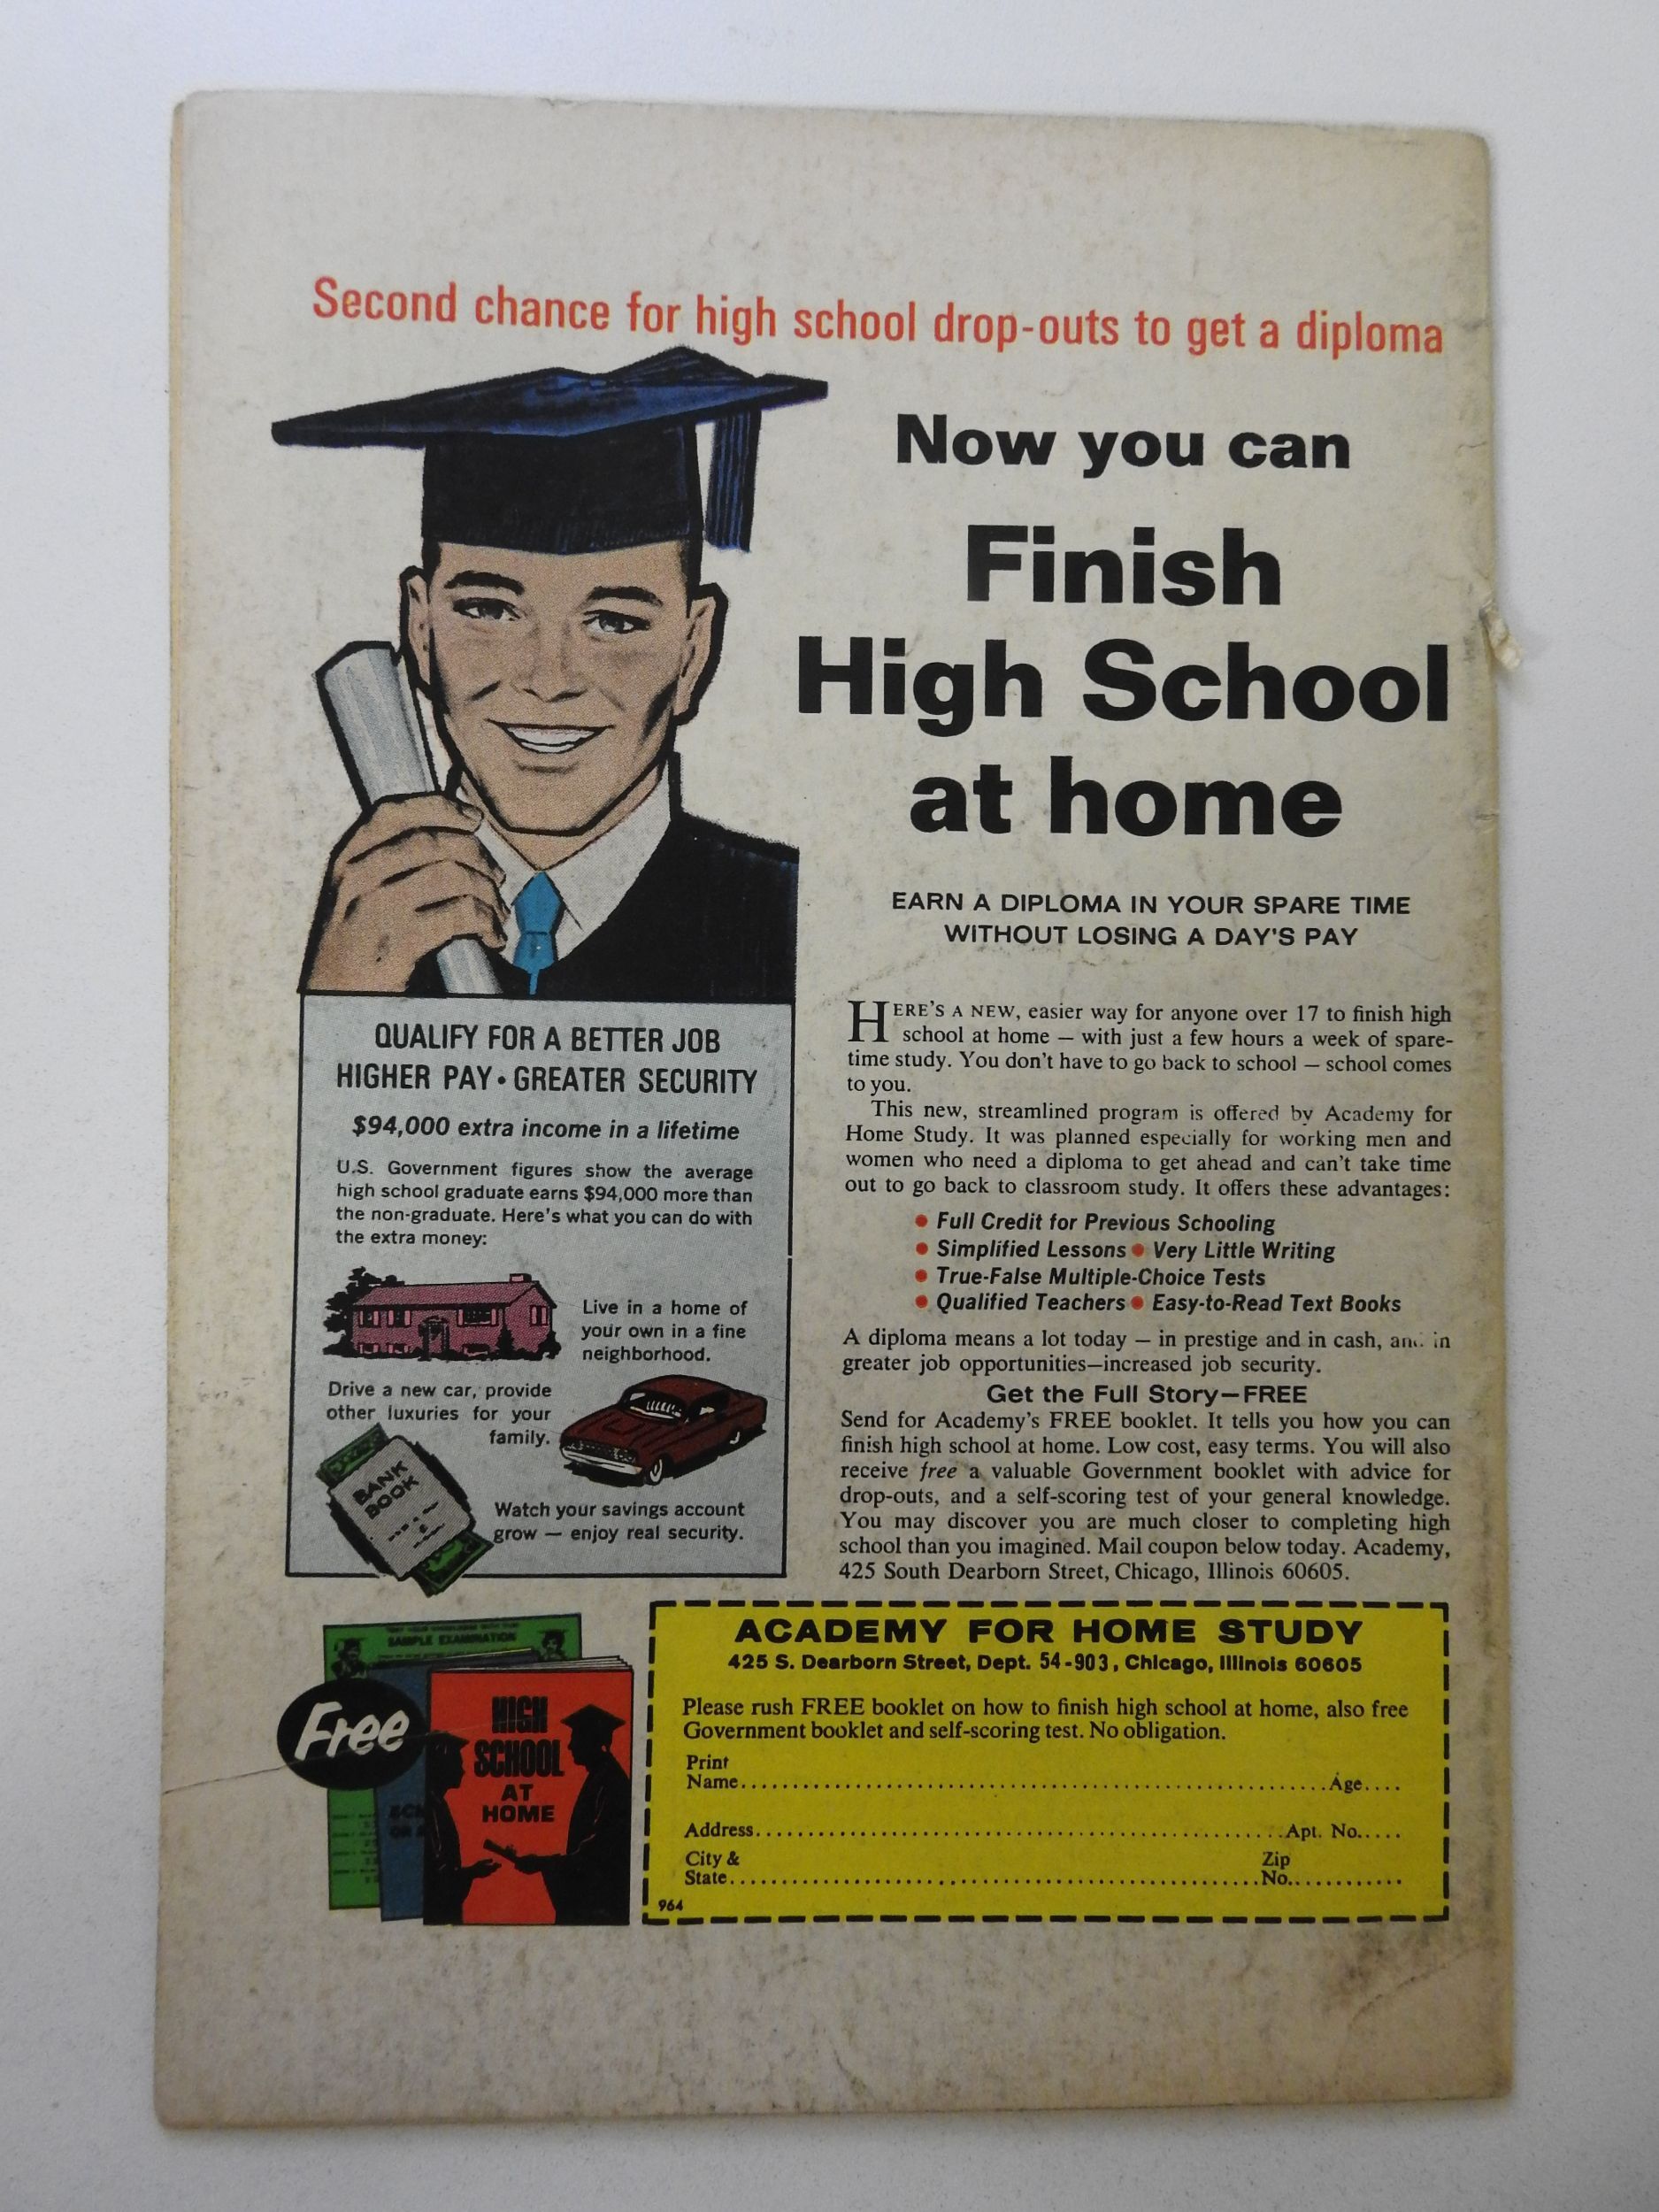 Second chance for high school drop-outs to get a diploma
Now you can
Finish
High School
at home
EARN A DIPLOMA IN YOUR SPARE TIME
WITHOUT LOSING A DAY'S PAY
QUALIFY FOR A BETTER JOB
HIGHER PAY • GREATER SECURITY
$94,000 extra income in a lifetime
U.S. Government figures show the average
high school graduate earns $94,000 more than
the non-graduate. Here's what you can do with
the extra money:
Live in a home of
your own in a fine
neighborhood.
Drive a new car, provide
other luxuries for your
family.
BANK
BOOK
Watch your savings account
grow — enjoy real security.
HERE'S A NEW, easier way for anyone over 17 to finish high
school at home — with just a few hours a week of spare-
time study. You don't have to go back to school — school comes
to you.
This new, streamlined program is offered by Academy for
Home Study. It was planned especially for working men and
women who need a diploma to get ahead and can't take time
out to go back to classroom study. It offers these advantages:
• Full Credit for Previous Schooling
• Simplified Lessons • Very Little Writing
• True-False Multiple-Choice Tests
• Qualified Teachers • Easy-to-Read Text Books
A diploma means a lot today — in prestige and in cash, and in
greater job opportunities—increased job security.
Get the Full Story—FREE
Send for Academy's FREE booklet. It tells you how you can
finish high school at home. Low cost, easy terms. You will also
receive free a valuable Government booklet with advice for
drop-outs, and a self-scoring test of your general knowledge.
You may discover you are much closer to completing high
school than you imagined. Mail coupon below today. Academy,
425 South Dearborn Street, Chicago, Illinois 60605.
SAMPLE EXAMINATION
Free
HIGH
SCHOOL
AT
HOME
ACADEMY FOR HOME STUDY
425 S. Dearborn Street, Dept. 54-903, Chicago, Illinois 60605
Please rush FREE booklet on how to finish high school at home, also free
Government booklet and self-scoring test. No obligation.
Print
Name.................................................Age....
Address.............................................Apt. No.....
City & Zip
State................................................No............
964